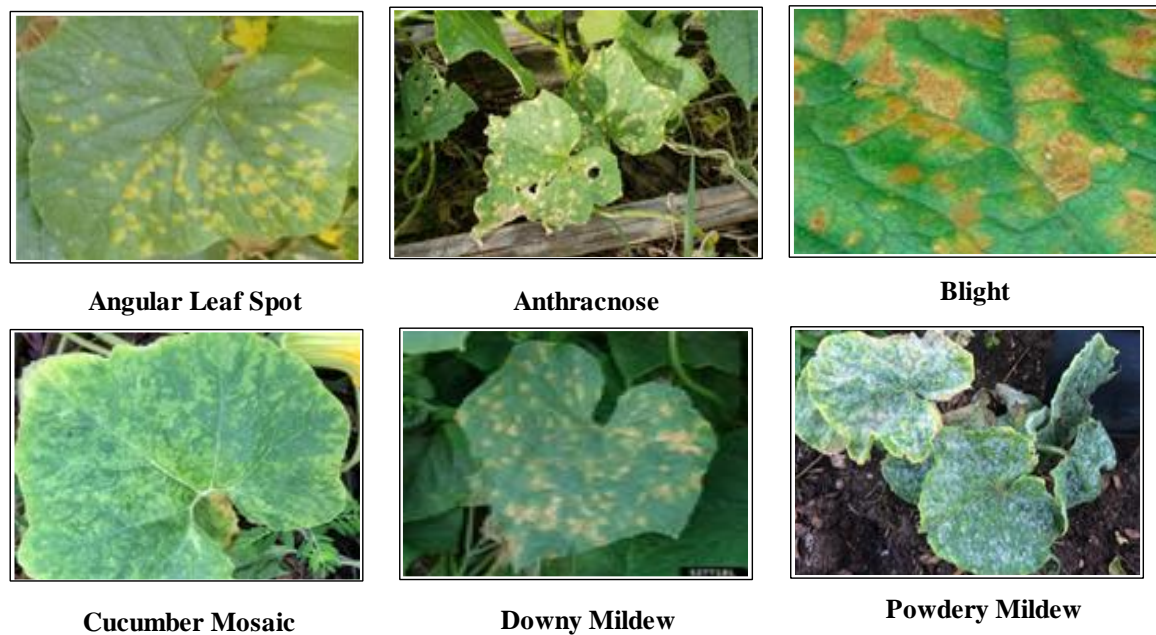 Angular Leaf Spot
Anthracnose
Blight
Cucumber Mosaic
Downy Mildew
Powdery Mildew